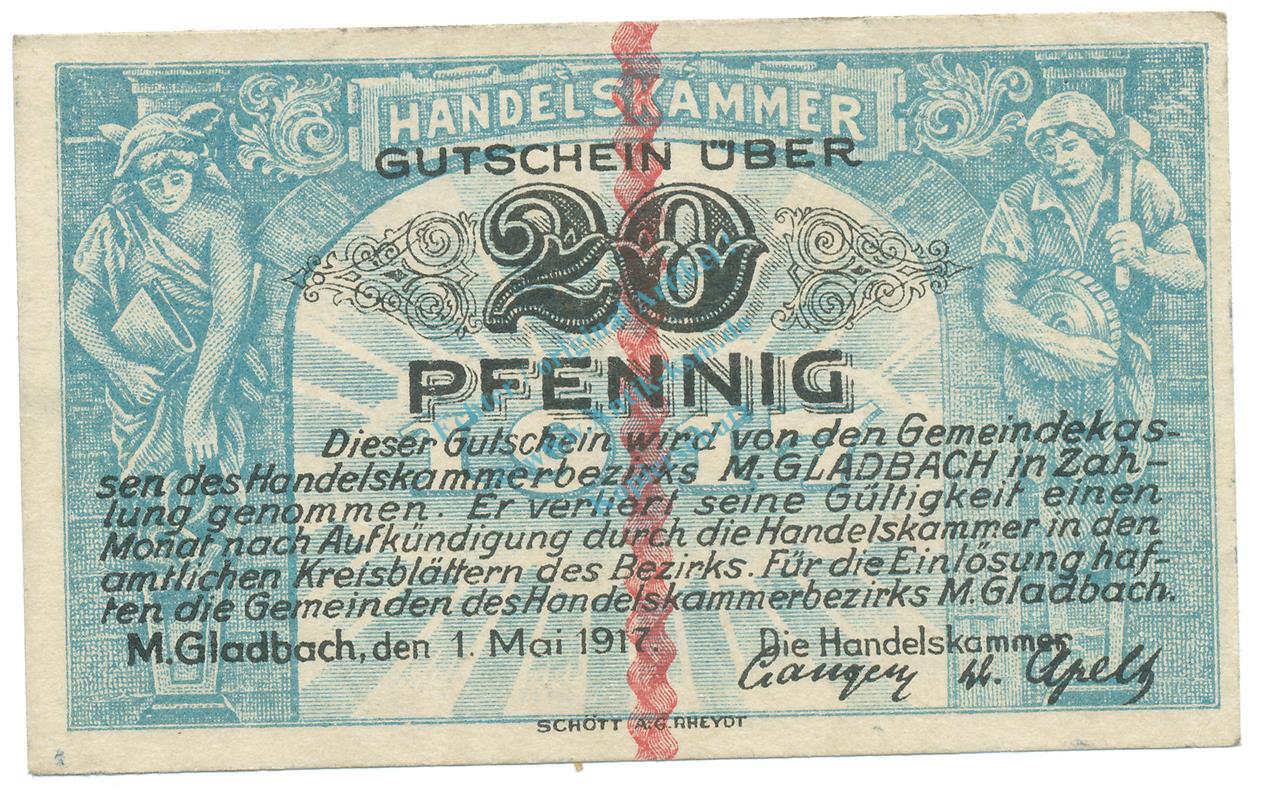 HANDELSKAMMER
GUTSCHEIN ÜBER
20
PFENNIG
Dieser Gutschein wird von den Gemeindekas-
sen des Handelskammerbezirks M. GLADBACH in Zah-
lung genommen. Er verliert seine Gültigkeit einen
Monat nach Aufkündigung durch die Handelskammer in den
amtlichen Kreisblättern des Bezirks. Für die Einlösung haf-
ten die Gemeinden des Handelskammerbezirks M. Gladbach.
M. Gladbach, den 1. Mai 1917.
Die Handelskammer
SCHÖTT A.G. RHEYDT